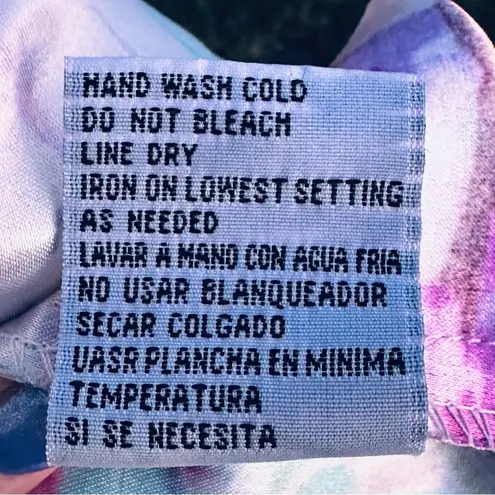 HAND WASH COLD
DO NOT BLEACH
LINE DRY
IRON ON LOWEST SETTING
AS NEEDED
LAVAR A MANO CON AGUA FRIA
NO USAR BLANQUEADOR
SECAR COLGADO
UASR PLANCHA EN MINIMA
TEMPERATURA
SI SE NECESITA